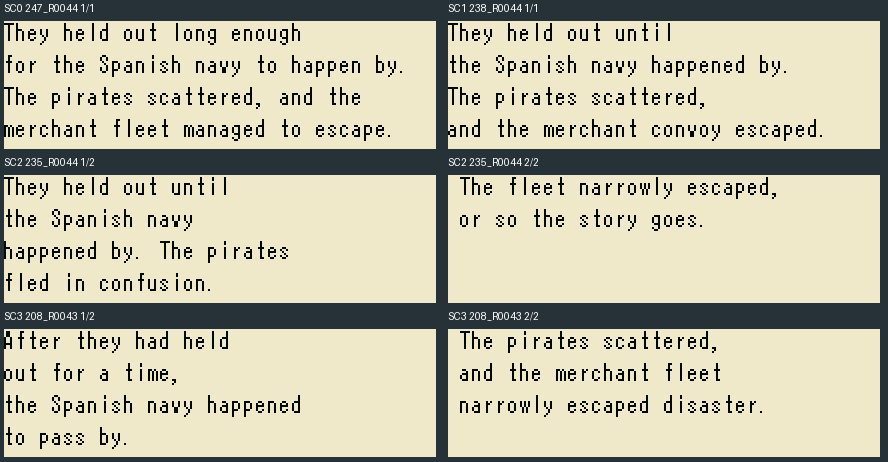 SC0 247_R0044 1/1
They held out long enough
for the Spanish navy to happen by.
The pirates scattered, and the
merchant fleet managed to escape.
SC1 238_R0044 1/1
They held out until
the Spanish navy happened by.
The pirates scattered,
and the merchant convoy escaped.
SC2 235_R0044 1/2
They held out until
the Spanish navy
happened by. The pirates
fled in confusion.
SC2 235_R0044 2/2
The fleet narrowly escaped,
or so the story goes.
SC3 208_R0043 1/2
After they had held
out for a time,
the Spanish navy happened
to pass by.
SC3 208_R0043 2/2
The pirates scattered,
and the merchant fleet
narrowly escaped disaster.